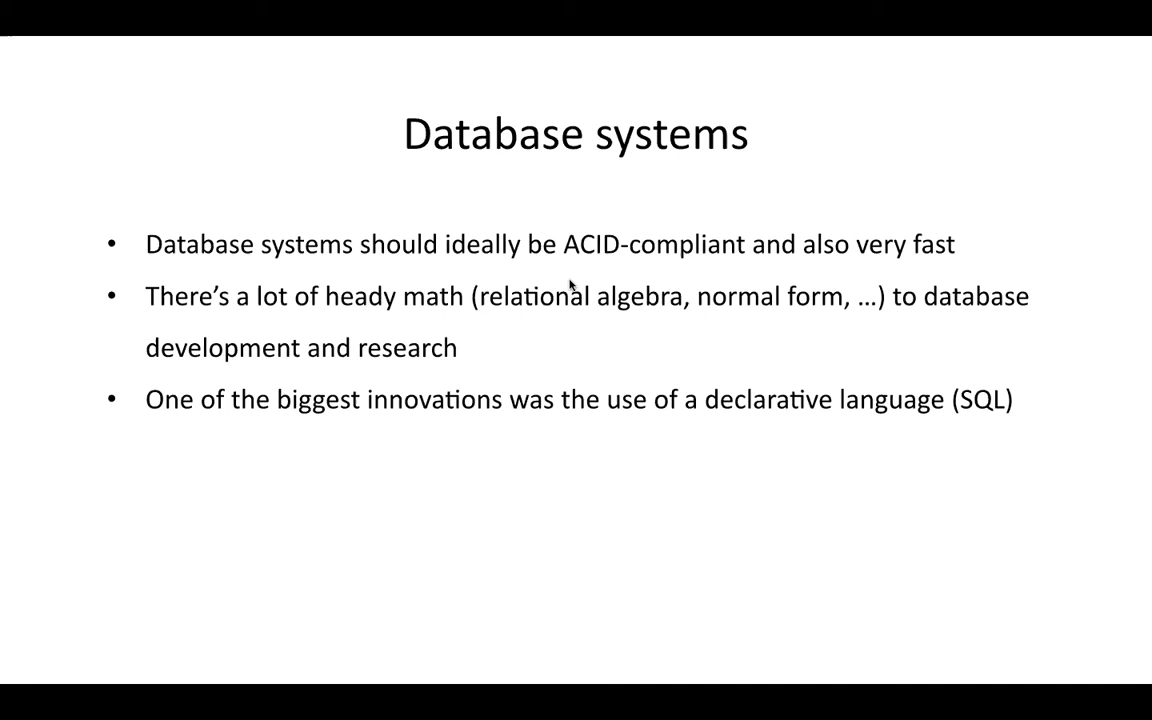 Database systems
• Database systems should ideally be ACID-compliant and also very fast
• There’s a lot of heady math (relational algebra, normal form, …) to database
development and research
• One of the biggest innovations was the use of a declarative language (SQL)